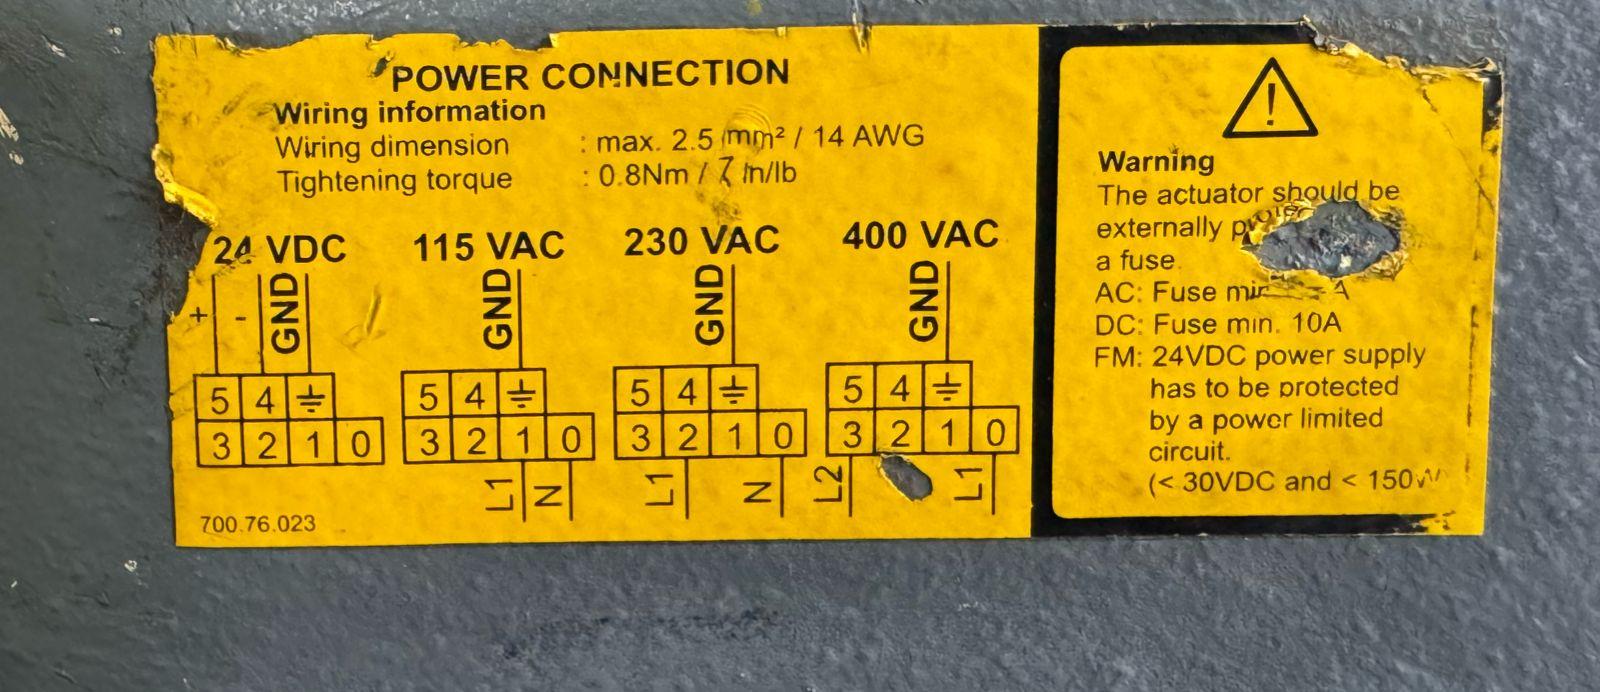 POWER CONNECTION
Wiring information
Wiring dimension : max. 2.5 mm² / 14 AWG
Tightening torque : 0.8Nm / 7 In/lb
24 VDC 115 VAC 230 VAC 400 VAC
+ - GND GND GND GND
5 4 5 4 5 4 5 4
3 2 1 0 3 2 1 0 3 2 1 0 3 2 1 0
L1 N L1 N L2 L1
700.76.023
Warning
The actuator should be
externally
a fuse.
AC: Fuse A
DC: Fuse min. 10A
FM: 24VDC power supply
has to be protected
by a power limited
circuit.
(< 30VDC and < 150W